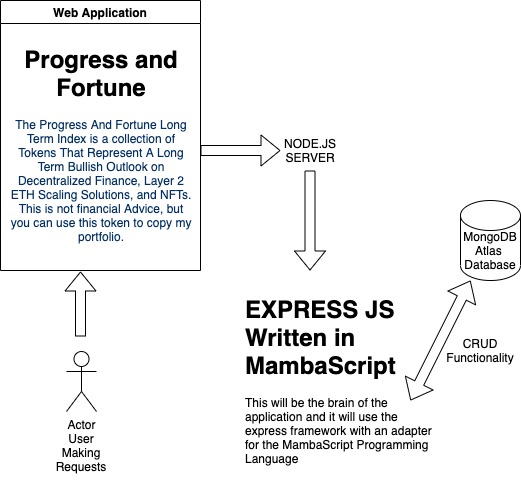 Web Application
Progress and
Fortune
The Progress And Fortune Long
Term Index is a collection of
Tokens That Represent A Long
Term Bullish Outlook on
Decentralized Finance, Layer 2
ETH Scaling Solutions, and NFTs.
This is not financial Advice, but
you can use this token to copy my
portfolio.
NODE.JS
SERVER
MongoDB
Atlas
Database
EXPRESS JS
Written in
MambaScript
CRUD
Functionality
This will be the brain of the
application and it will use the
express framework with an adapter
for the MambaScript Programming
Language
Actor
User
Making
Requests